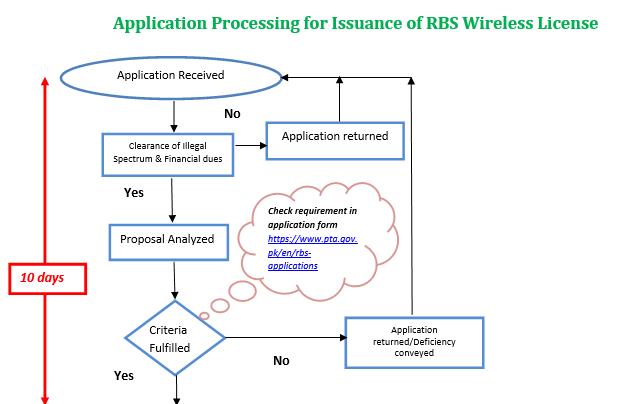 Application Processing for Issuance of RBS Wireless License
Application Received
No
Clearance of Illegal
Spectrum & Financial dues
Application returned
Yes
Check requirement in
application form
https://www.pta.gov.
pk/en/rbs-
applications
Proposal Analyzed
10 days
Criteria
Fulfilled
Application
returned/Deficiency
conveyed
No
Yes